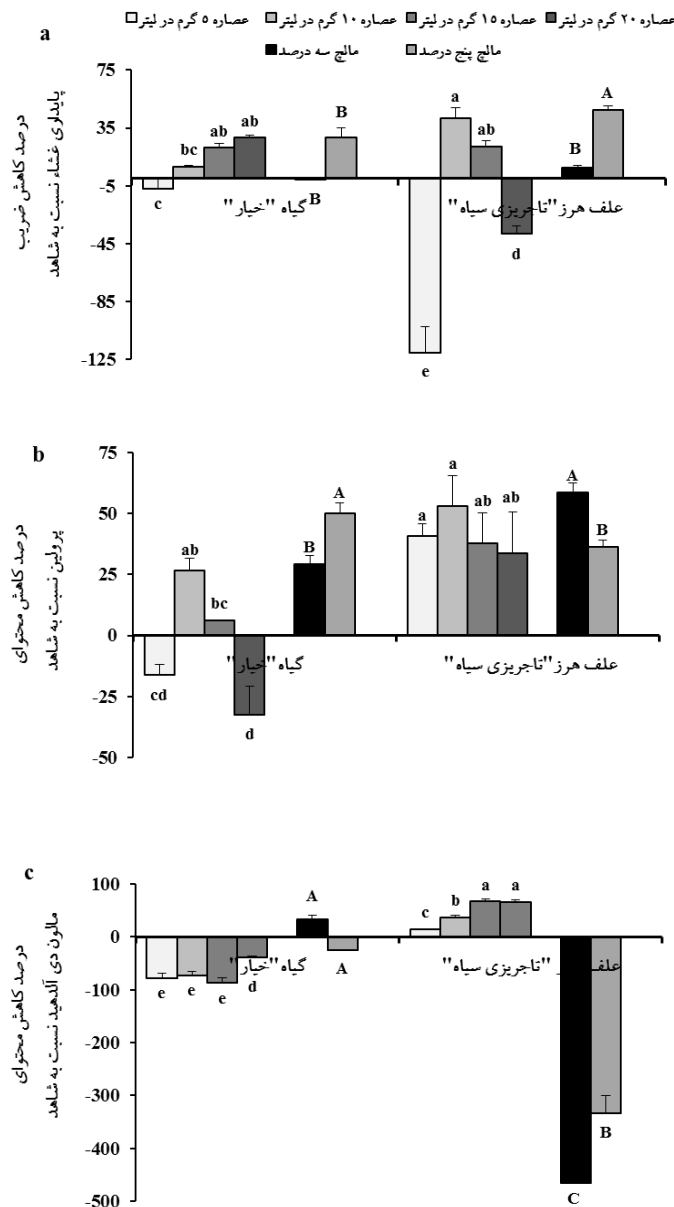 a
عصاره ۵ گرم در لیتر عصاره ۱۰ گرم در لیتر عصاره ۱۵ گرم در لیتر عصاره ۲۰ گرم در لیتر
مالچ سه درصد مالچ پنج درصد
درصد کاهش ضریب
پایداری غشاء نسبت به شاهد
75
35
-5
-45
-85
-125
c bc ab ab B B
e a ab d B A
گیاه "خیار"
علف هرز"تاجریزی سیاه"
b
درصد کاهش محتوای
پرولین نسبت به شاهد
75
50
25
0
-25
-50
cd ab bc d B A
a a ab ab A B
گیاه"خیار"
علف هرز"تاجریزی سیاه"
c
درصد کاهش محتوای
مالون دی آلدهید نسبت به شاهد
100
0
-100
-200
-300
-400
-500
e e e d A A
c b a a C B
گیاه"خیار"
"تاجریزی سیاه"